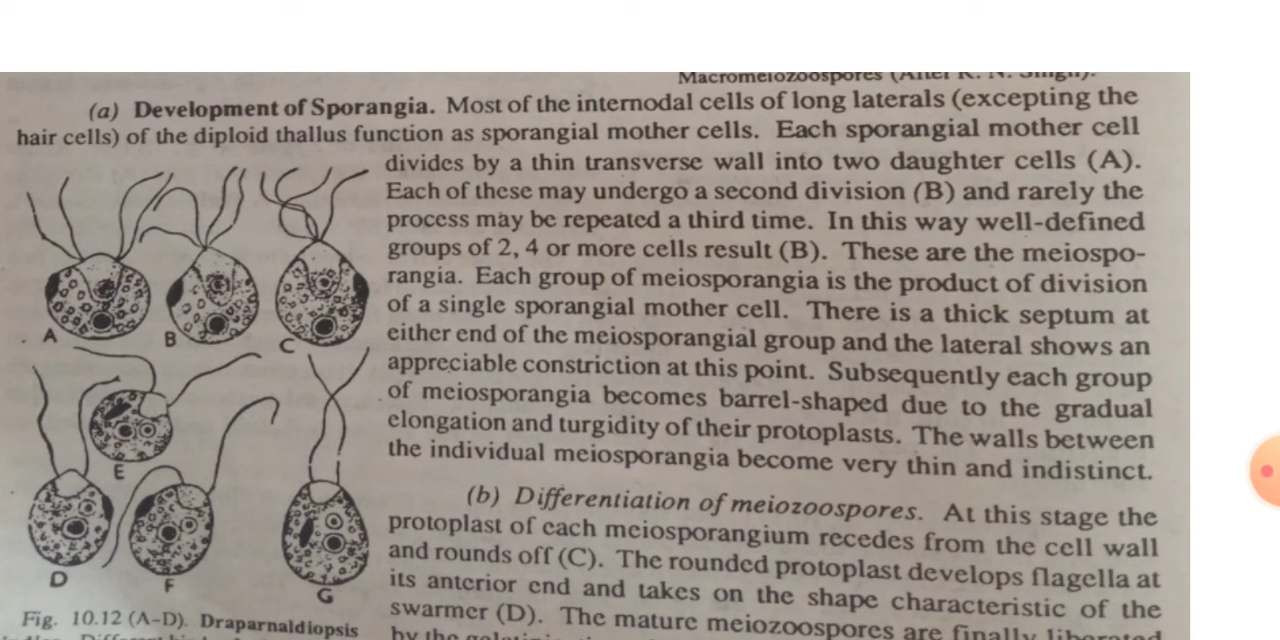 Macromeiozoospores (After R. N. Singh).
(a) Development of Sporangia. Most of the internodal cells of long laterals (excepting the
hair cells) of the diploid thallus function as sporangial mother cells. Each sporangial mother cell
divides by a thin transverse wall into two daughter cells (A).
Each of these may undergo a second division (B) and rarely the
process may be repeated a third time. In this way well-defined
groups of 2, 4 or more cells result (B). These are the meiospo-
rangia. Each group of meiosporangia is the product of division
of a single sporangial mother cell. There is a thick septum at
either end of the meiosporangial group and the lateral shows an
appreciable constriction at this point. Subsequently each group
of meiosporangia becomes barrel-shaped due to the gradual
elongation and turgidity of their protoplasts. The walls between
the individual meiosporangia become very thin and indistinct.
(b) Differentiation of meiozoospores. At this stage the
protoplast of each meiosporangium recedes from the cell wall
and rounds off (C). The rounded protoplast develops flagella at
its anterior end and takes on the shape characteristic of the
swarmer (D). The mature meiozoospores are finally liberated
by the
A
B
C
E
D
F
G
Fig. 10.12 (A-D). Draparnaldiopsis